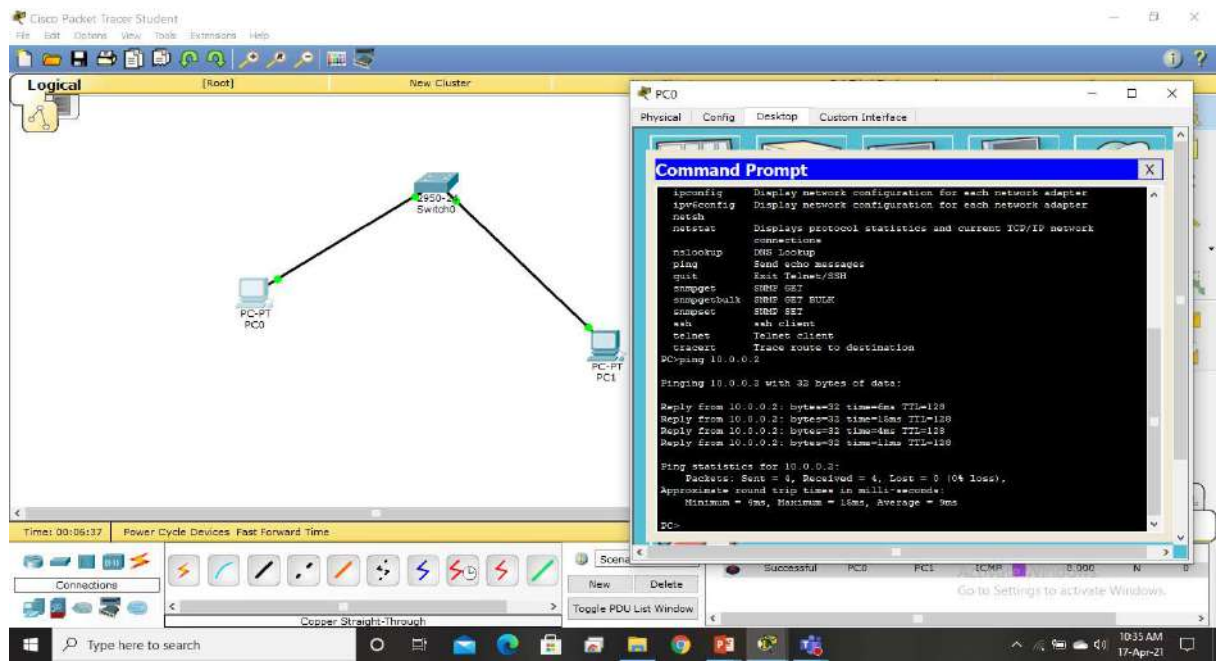 Cisco Packet Tracer Student
File Edit Options View Tools Extensions Help
Logical [Root] New Cluster
2950-24
Switch0
PC-PT
PC0
PC-PT
PC1
PC0
Physical Config Desktop Custom Interface
Command Prompt X
ipconfig Display network configuration for each network adapter
ipv6config Display network configuration for each network adapter
netsh
netstat Displays protocol statistics and current TCP/IP network
connections
nslookup DNS Lookup
ping Send echo messages
quit Exit Telnet/SSH
snmpget SNMP GET
snmpgetbulk SNMP GET BULK
snmpset SNMP SET
ssh ssh client
telnet Telnet client
tracert Trace route to destination
PC>ping 10.0.0.2
Pinging 10.0.0.2 with 32 bytes of data:
Reply from 10.0.0.2: bytes=32 time=6ms TTL=128
Reply from 10.0.0.2: bytes=32 time=16ms TTL=128
Reply from 10.0.0.2: bytes=32 time=4ms TTL=128
Reply from 10.0.0.2: bytes=32 time=11ms TTL=128
Ping statistics for 10.0.0.2:
Packets: Sent = 4, Received = 4, Lost = 0 (0% loss),
Approximate round trip times in milli-seconds:
Minimum = 4ms, Maximum = 16ms, Average = 9ms
PC>
Time: 00:06:37 Power Cycle Devices Fast Forward Time
Connections
Copper Straight-Through
Scena
New Delete
Toggle PDU List Window
Successful PC0 PC1 ICMP 0.000 N 0
Activate Windows
Go to Settings to activate Windows.
Type here to search
10:35 AM
17-Apr-21